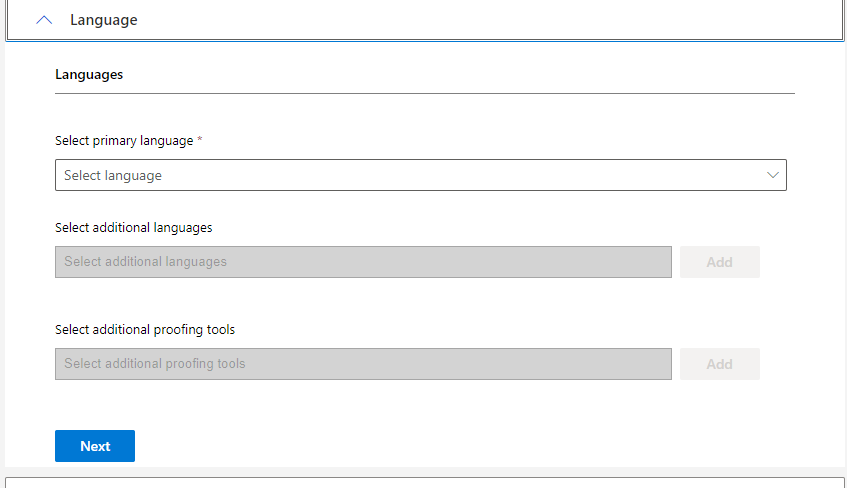 Language
Languages
Select primary language *
Select language
Select additional languages
Select additional languages
Add
Select additional proofing tools
Select additional proofing tools
Add
Next